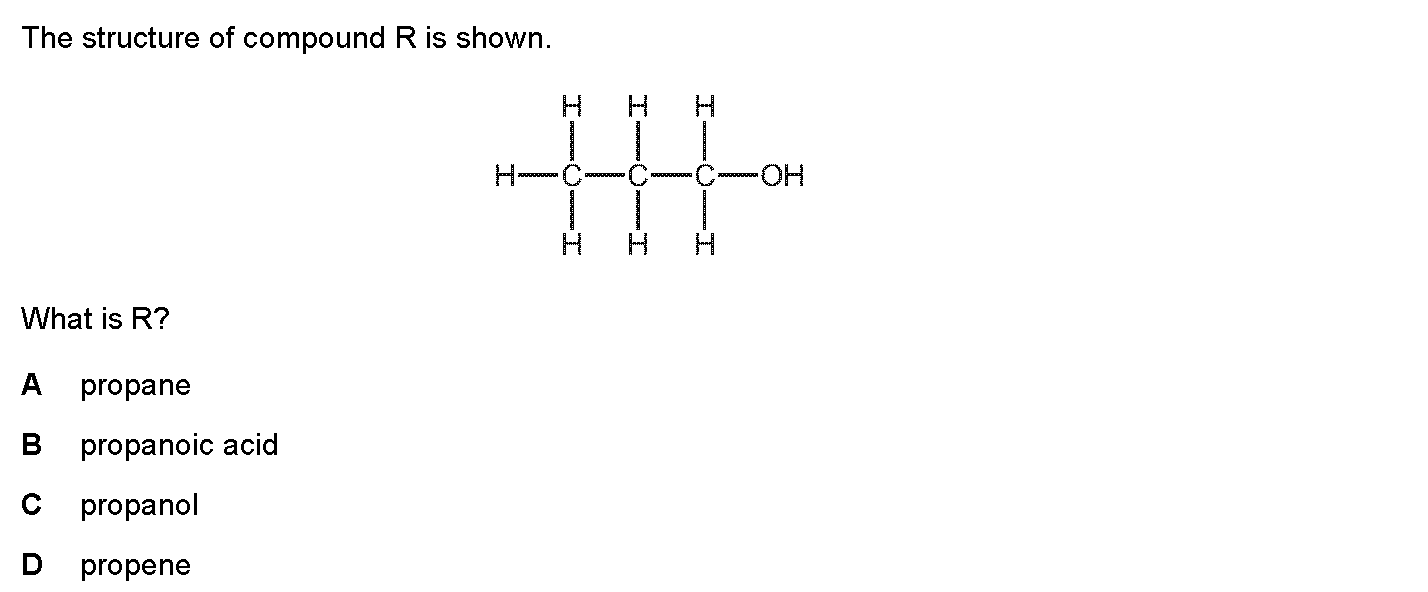 The structure of compound R is shown.
H H H
H C C C OH
H H H
What is R?
A propane
B propanoic acid
C propanol
D propene